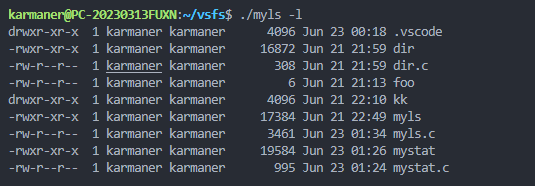 karmaner@PC-20230313FUXN:~/vsfs$ ./myls -l
drwxr-xr-x  1 karmaner karmaner     4096 Jun 23 00:18 .vscode
-rwxr-xr-x  1 karmaner karmaner    16872 Jun 21 21:59 dir
-rw-r--r--  1 karmaner karmaner      308 Jun 21 21:59 dir.c
-rw-r--r--  1 karmaner karmaner        6 Jun 21 21:13 foo
drwxr-xr-x  1 karmaner karmaner     4096 Jun 21 22:10 kk
-rwxr-xr-x  1 karmaner karmaner    17384 Jun 21 22:49 myls
-rw-r--r--  1 karmaner karmaner     3461 Jun 23 01:34 myls.c
-rwxr-xr-x  1 karmaner karmaner    19584 Jun 23 01:26 mystat
-rw-r--r--  1 karmaner karmaner      995 Jun 23 01:24 mystat.c